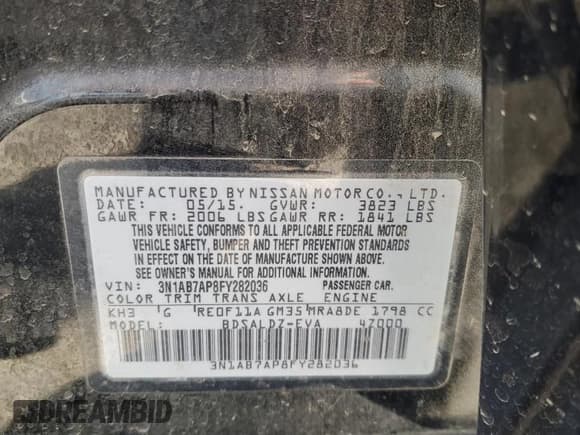 MANUFACTURED BY NISSAN MOTOR CO., LTD.
DATE: 05/15. GVWR: 3823 LBS
GAWR FR: 2006 LBS GAWR RR: 1841 LBS
THIS VEHICLE CONFORMS TO ALL APPLICABLE FEDERAL MOTOR
VEHICLE SAFETY, BUMPER AND THEFT PREVENTION STANDARDS
IN EFFECT ON THE DATE OF MANUFACTURE SHOWN ABOVE.
SEE OWNER'S MANUAL FOR ADDITIONAL INFORMATION.
VIN: 3N1AB7AP8FY282036 PASSENGER CAR.
COLOR TRIM TRANS AXLE ENGINE
KH3 G RE0F11A GM35 MRA8DE 1798 CC
MODEL: BDSALDZ-EVA 47000
3N1AB7AP8FY282036
DREAMBID